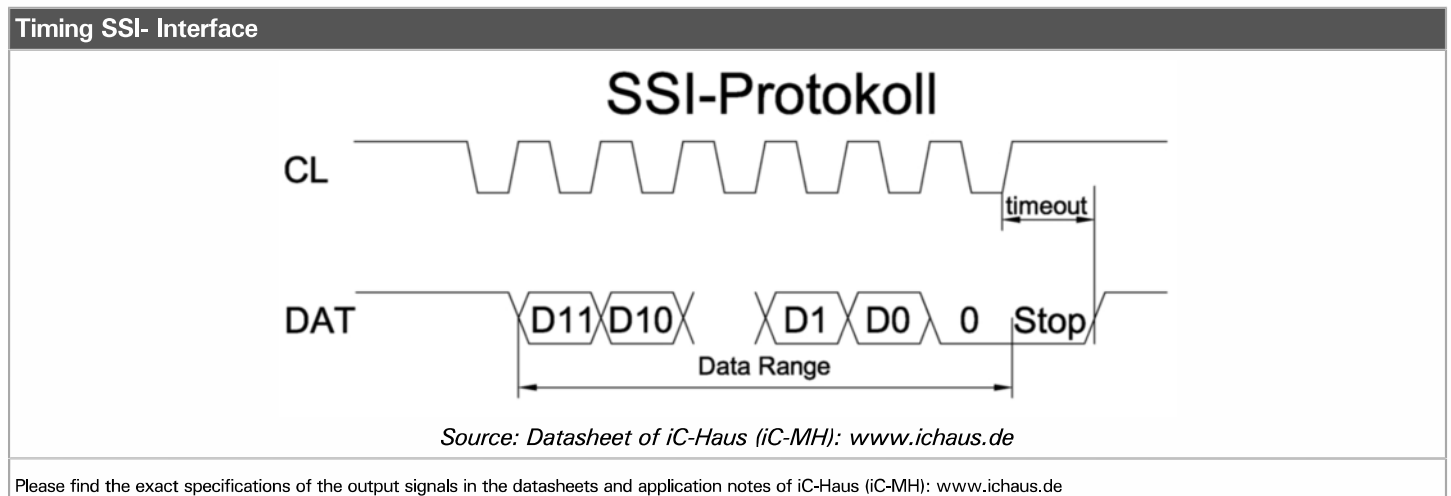 Timing SSI- Interface
SSI-Protokoll
CL
timeout
DAT
D11 D10 D1 D0 0 Stop
Data Range
Source: Datasheet of iC-Haus (iC-MH): www.ichaus.de
Please find the exact specifications of the output signals in the datasheets and application notes of iC-Haus (iC-MH): www.ichaus.de